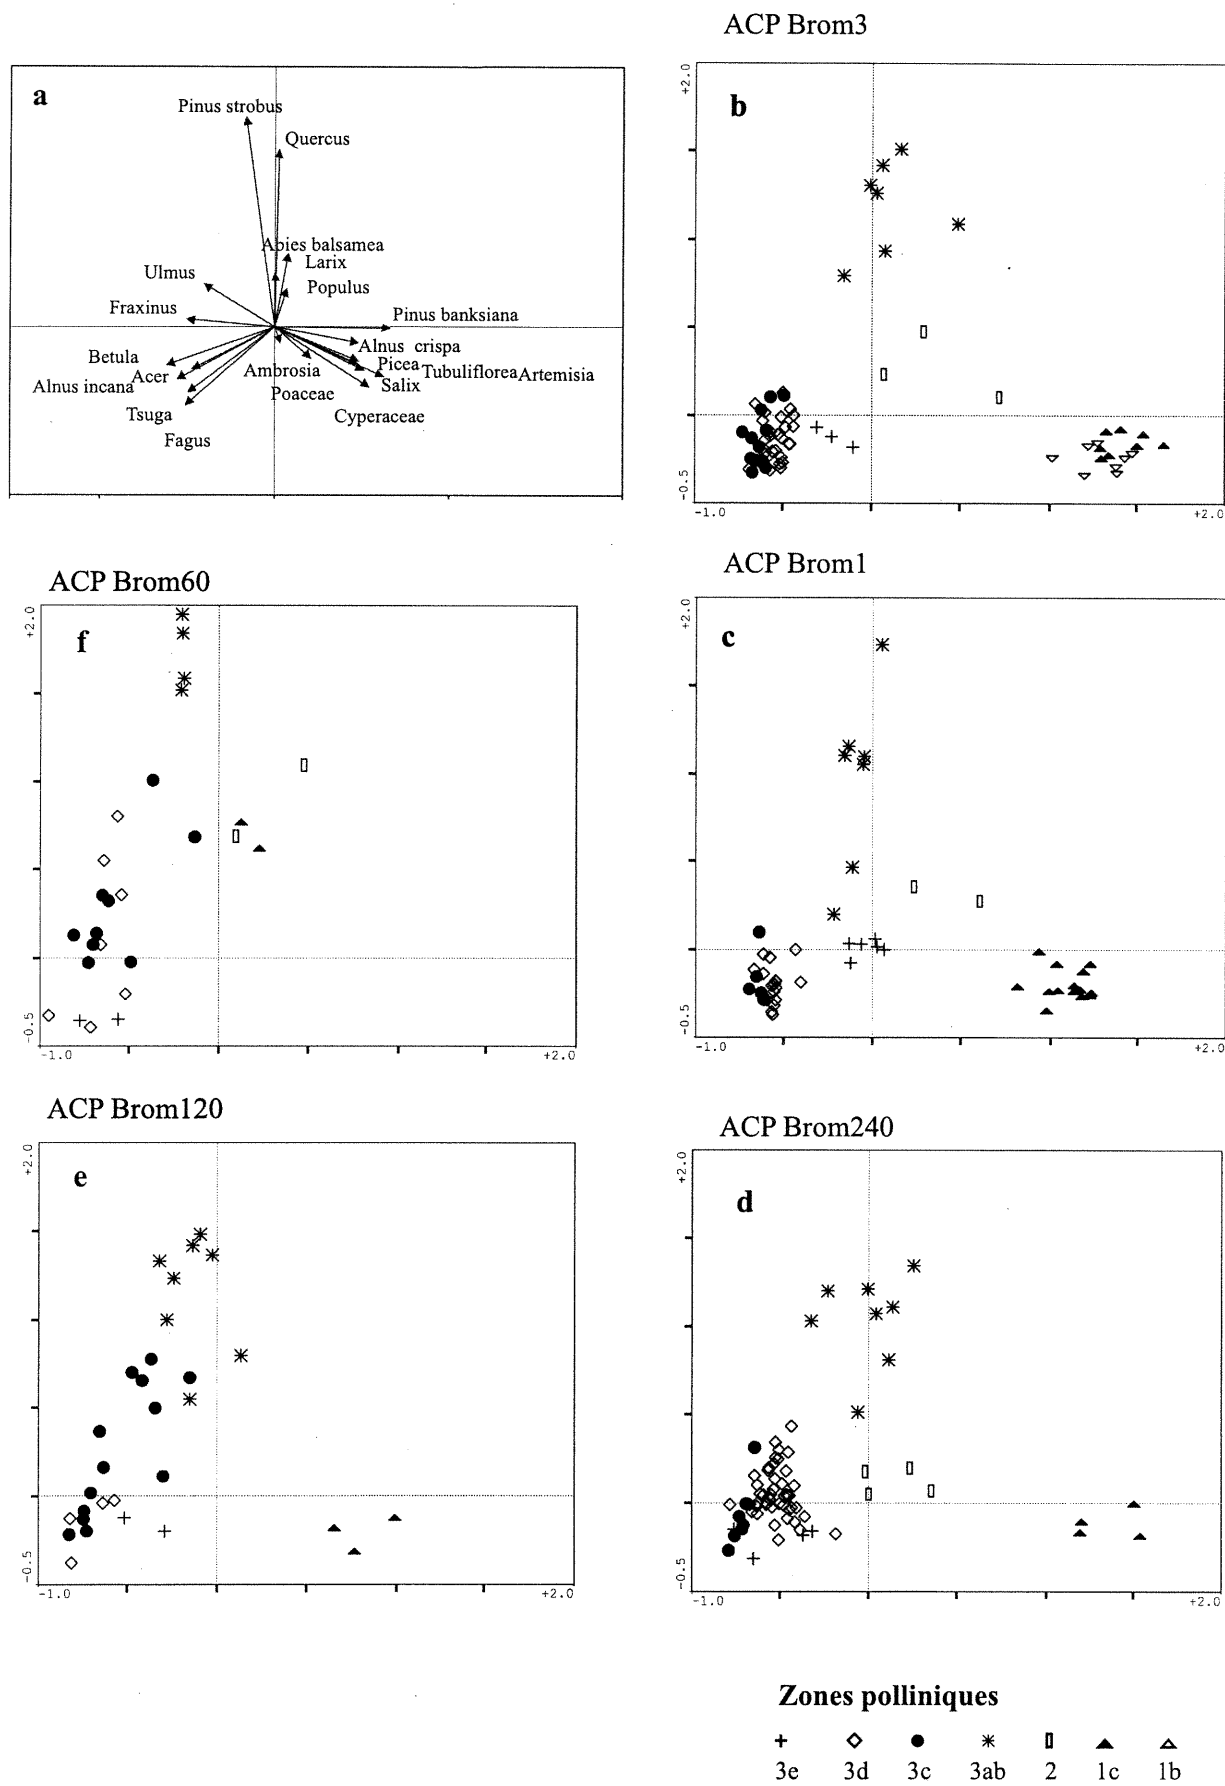 ACP Brom3
a
Pinus strobus
Quercus
Abies balsamea
Larix
Populus
Ulmus
Fraxinus
Pinus banksiana
Alnus crispa
Betula
Acer
Alnus incana
Tsuga
Fagus
Ambrosia
Poaceae
Picea
Salix
Tubuliflorea
Artemisia
Cyperaceae
b
+2.0
-0.5
-1.0
+2.0
ACP Brom60
f
+2.0
-0.5
-1.0
+2.0
ACP Brom1
c
+2.0
-0.5
-1.0
+2.0
ACP Brom120
e
+2.0
-0.5
-1.0
+2.0
ACP Brom240
d
+2.0
-0.5
-1.0
+2.0
Zones polliniques
3e 3d 3c 3ab 2 1c 1b